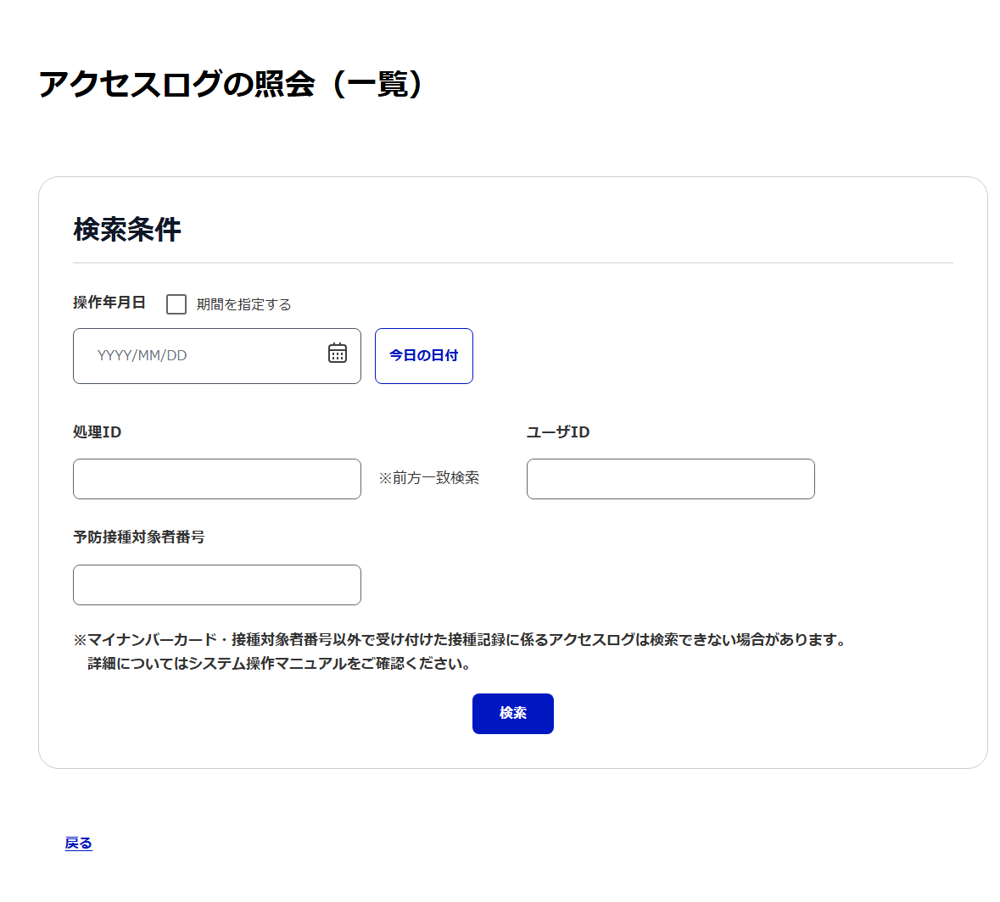 アクセスログの照会（一覧）
検索条件
操作年月日 期間を指定する
YYYY/MM/DD 今日の日付
処理ID ユーザID
※前方一致検索
予防接種対象者番号
※マイナンバーカード・接種対象者番号以外で受け付けた接種記録に係るアクセスログは検索できない場合があります。
詳細についてはシステム操作マニュアルをご確認ください。
検索
戻る